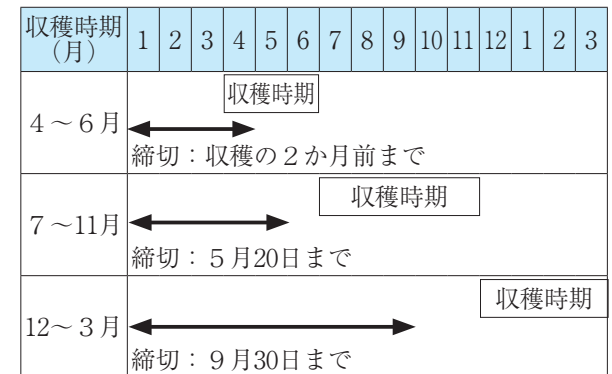 収穫時期
（月） 1 2 3 4 5 6 7 8 9 10 11 12 1 2 3
4～6月
収穫時期
締切：収穫の2か月前まで
7～11月
収穫時期
締切：5月20日まで
12～3月
収穫時期
締切：9月30日まで